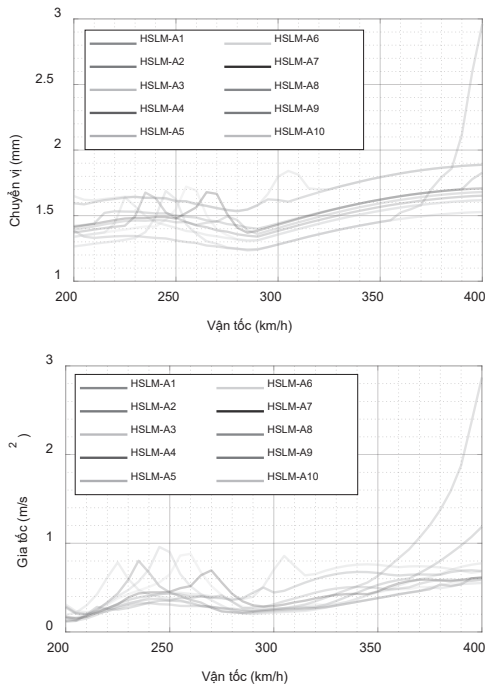 3
2.5
2
1.5
1
Chuyển vị (mm)
HSLM-A1 HSLM-A6
HSLM-A2 HSLM-A7
HSLM-A3 HSLM-A8
HSLM-A4 HSLM-A9
HSLM-A5 HSLM-A10
200 250 300 350 400
Vận tốc (km/h)
3
2
1
0
Gia tốc (m/s2)
HSLM-A1 HSLM-A6
HSLM-A2 HSLM-A7
HSLM-A3 HSLM-A8
HSLM-A4 HSLM-A9
HSLM-A5 HSLM-A10
200 250 300 350 400
Vận tốc (km/h)